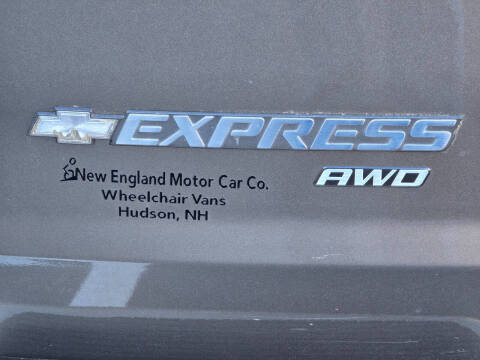 EXPRESS
AWD
New England Motor Car Co.
Wheelchair Vans
Hudson, NH